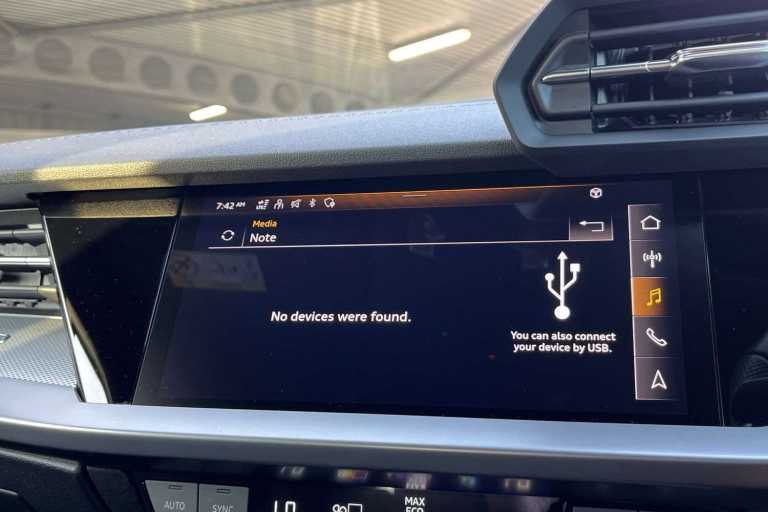 7:42 AM
Media
Note
No devices were found.
You can also connect
your device by USB.
AUTO
SYNC
LO
MAX
ECO